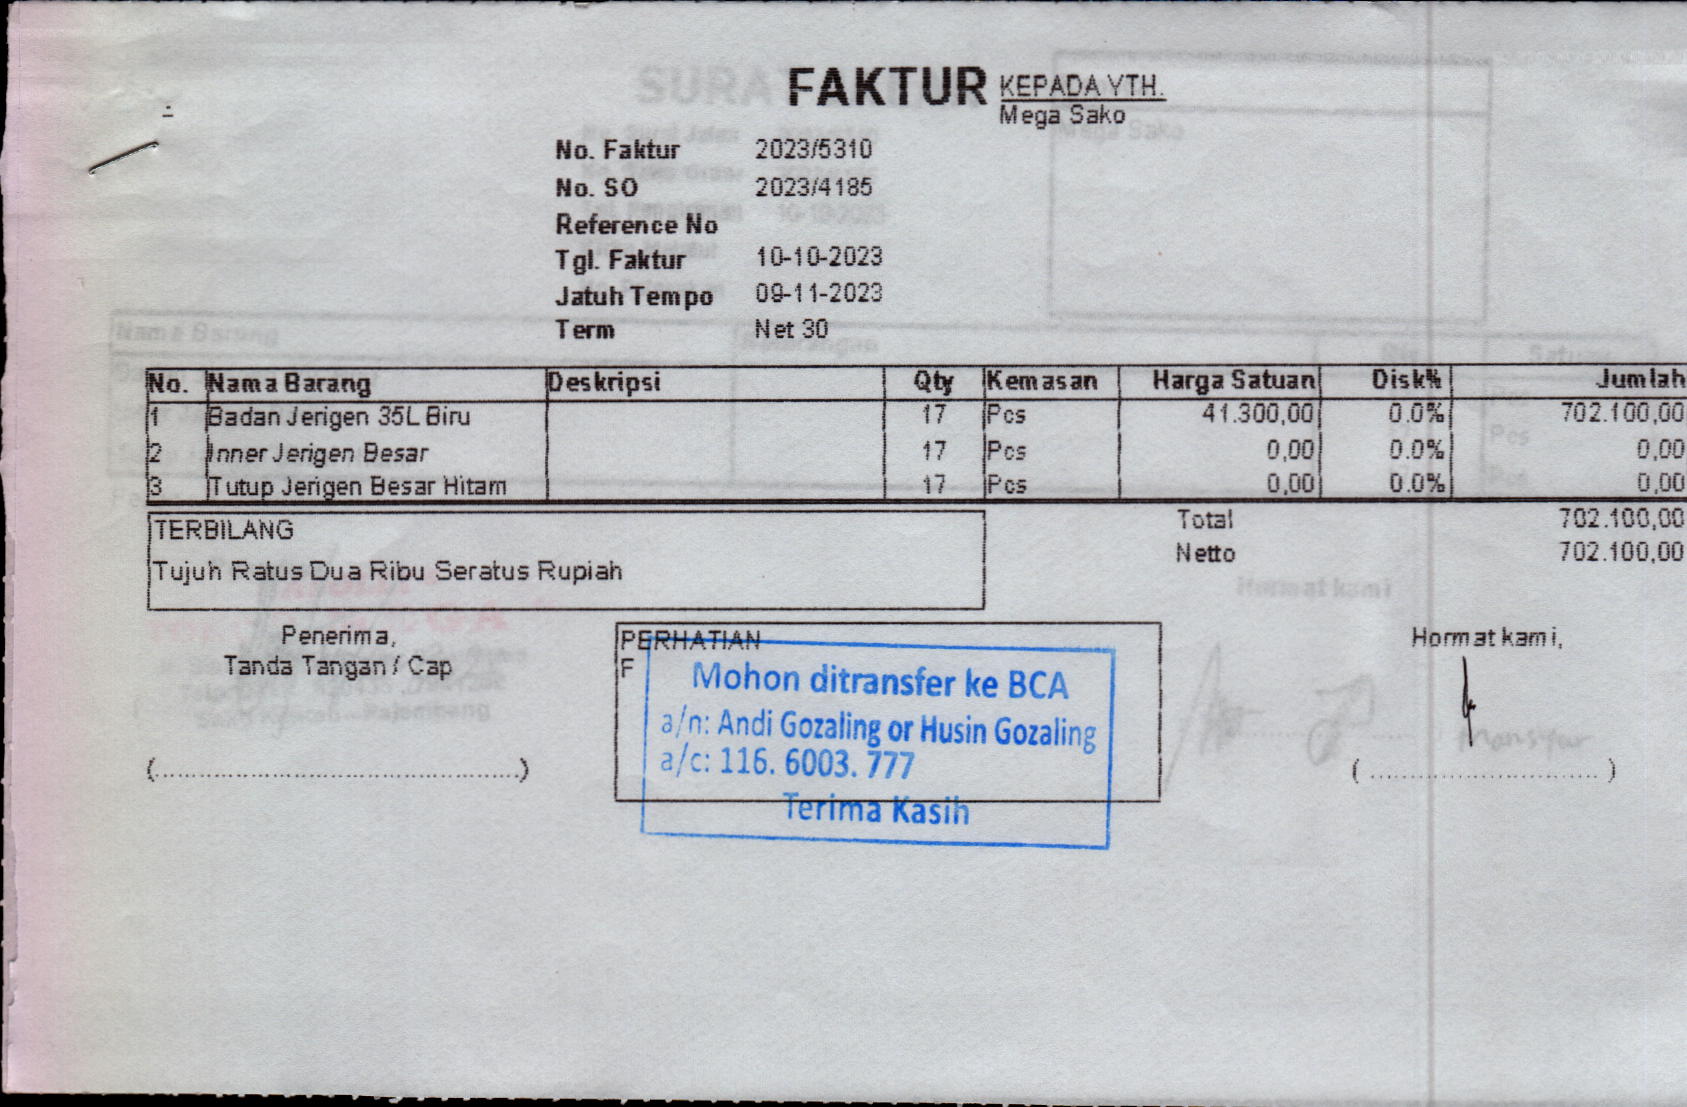 FAKTUR
KEPADA YTH.
Mega Sako
No. Faktur 2023/5310
No. SO 2023/4185
Reference No
Tgl. Faktur 10-10-2023
Jatuh Tempo 09-11-2023
Term Net 30
No. Nama Barang Deskripsi Qty Kemasan Harga Satuan Disk% Jumlah
1 Badan Jerigen 35L Biru 17 Pcs 41.300,00 0.0% 702.100,00
2 Inner Jerigen Besar 17 Pcs 0,00 0.0% 0,00
3 Tutup Jerigen Besar Hitam 17 Pcs 0,00 0.0% 0,00
TERBILANG
Tujuh Ratus Dua Ribu Seratus Rupiah
Total 702.100,00
Netto 702.100,00
Penerima,
Tanda Tangan / Cap
(.....................................................)
PERHATIAN
F
Mohon ditransfer ke BCA
a/n: Andi Gozaling or Husin Gozaling
a/c: 116. 6003. 777
Terima Kasih
Hormat kami,
( ................................. )